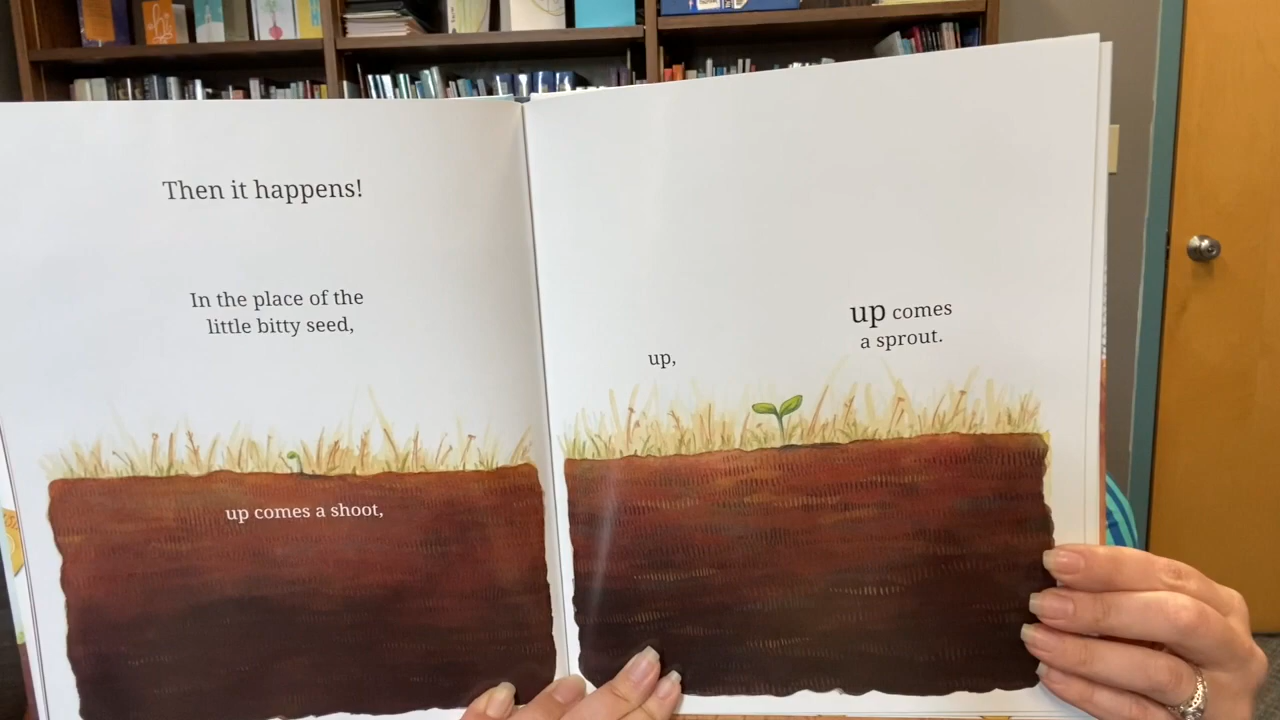 Then it happens!
In the place of the
little bitty seed,
up comes a shoot,
up,
up comes
a sprout.